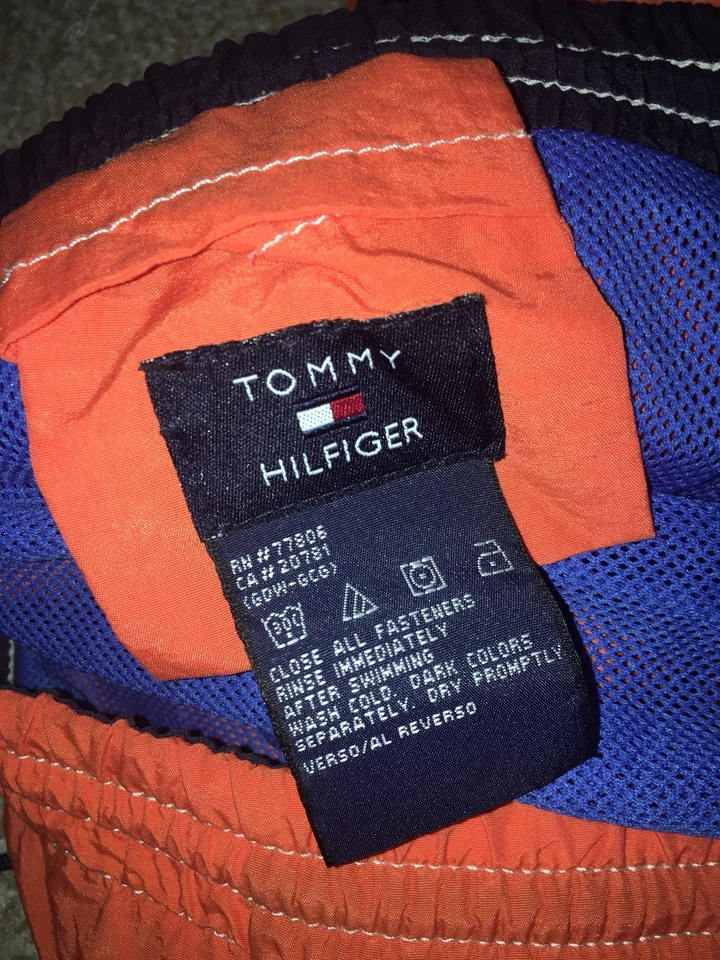 TOMMY
HILFIGER
RN #77806
CA #20781
(GDW-GCG)
CLOSE ALL FASTENERS
RINSE IMMEDIATELY
AFTER SWIMMING
WASH COLD. DARK COLORS
SEPARATELY. DRY PROMPTLY
VERSO/AL REVERSO